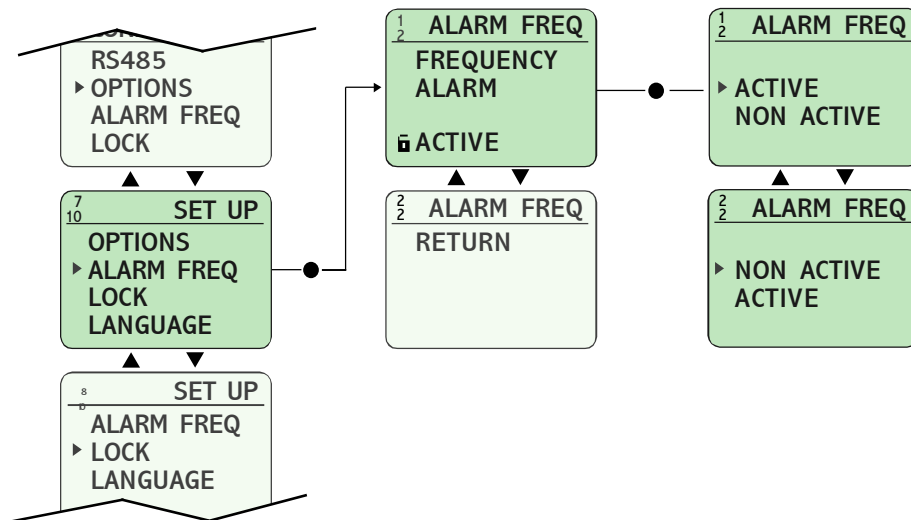 RS485
OPTIONS
ALARM FREQ
LOCK
7
10 SET UP
OPTIONS
ALARM FREQ
LOCK
LANGUAGE
8 SET UP
ALARM FREQ
LOCK
LANGUAGE
1
2 ALARM FREQ
FREQUENCY
ALARM
ACTIVE
2
2 ALARM FREQ
RETURN
1
2 ALARM FREQ
ACTIVE
NON ACTIVE
2
2 ALARM FREQ
NON ACTIVE
ACTIVE